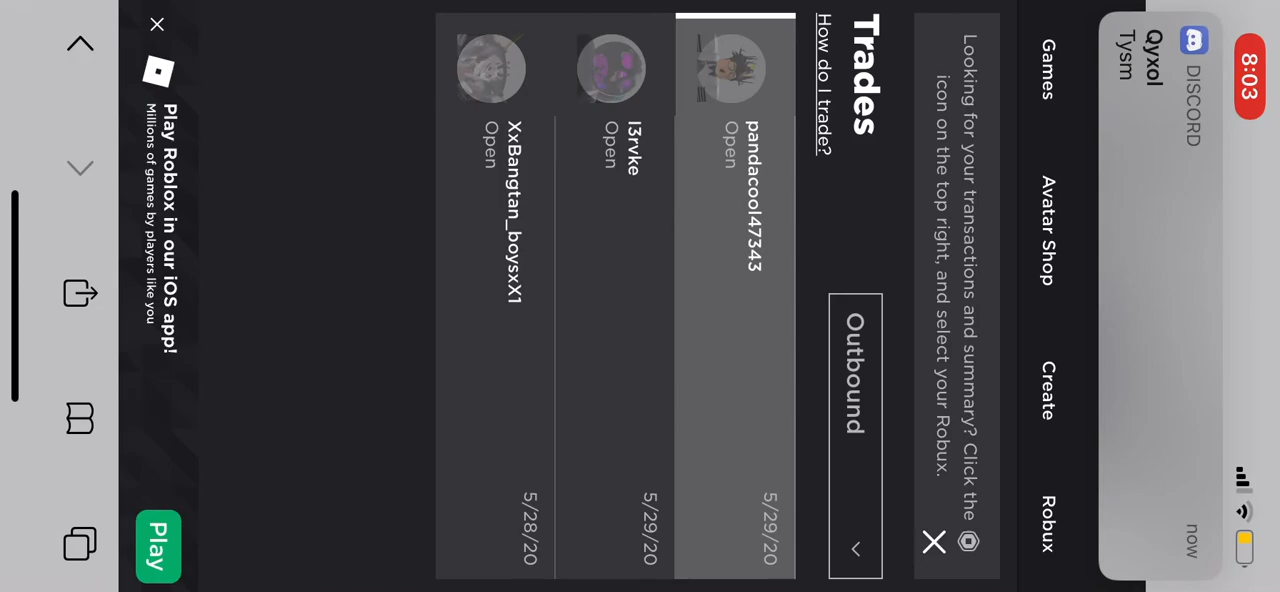 8:03
DISCORD
now
Qyxol
Tysm
Games
Avatar Shop
Create
Robux
Looking for your transactions and summary? Click the
icon on the top right, and select your Robux.
Trades
Outbound
How do I trade?
pandacool47343
Open
5/29/20
l3rvke
Open
5/29/20
XxBangtan_boysxX1
Open
5/28/20
Play Roblox in our iOS app!
Millions of games by players like you
Play